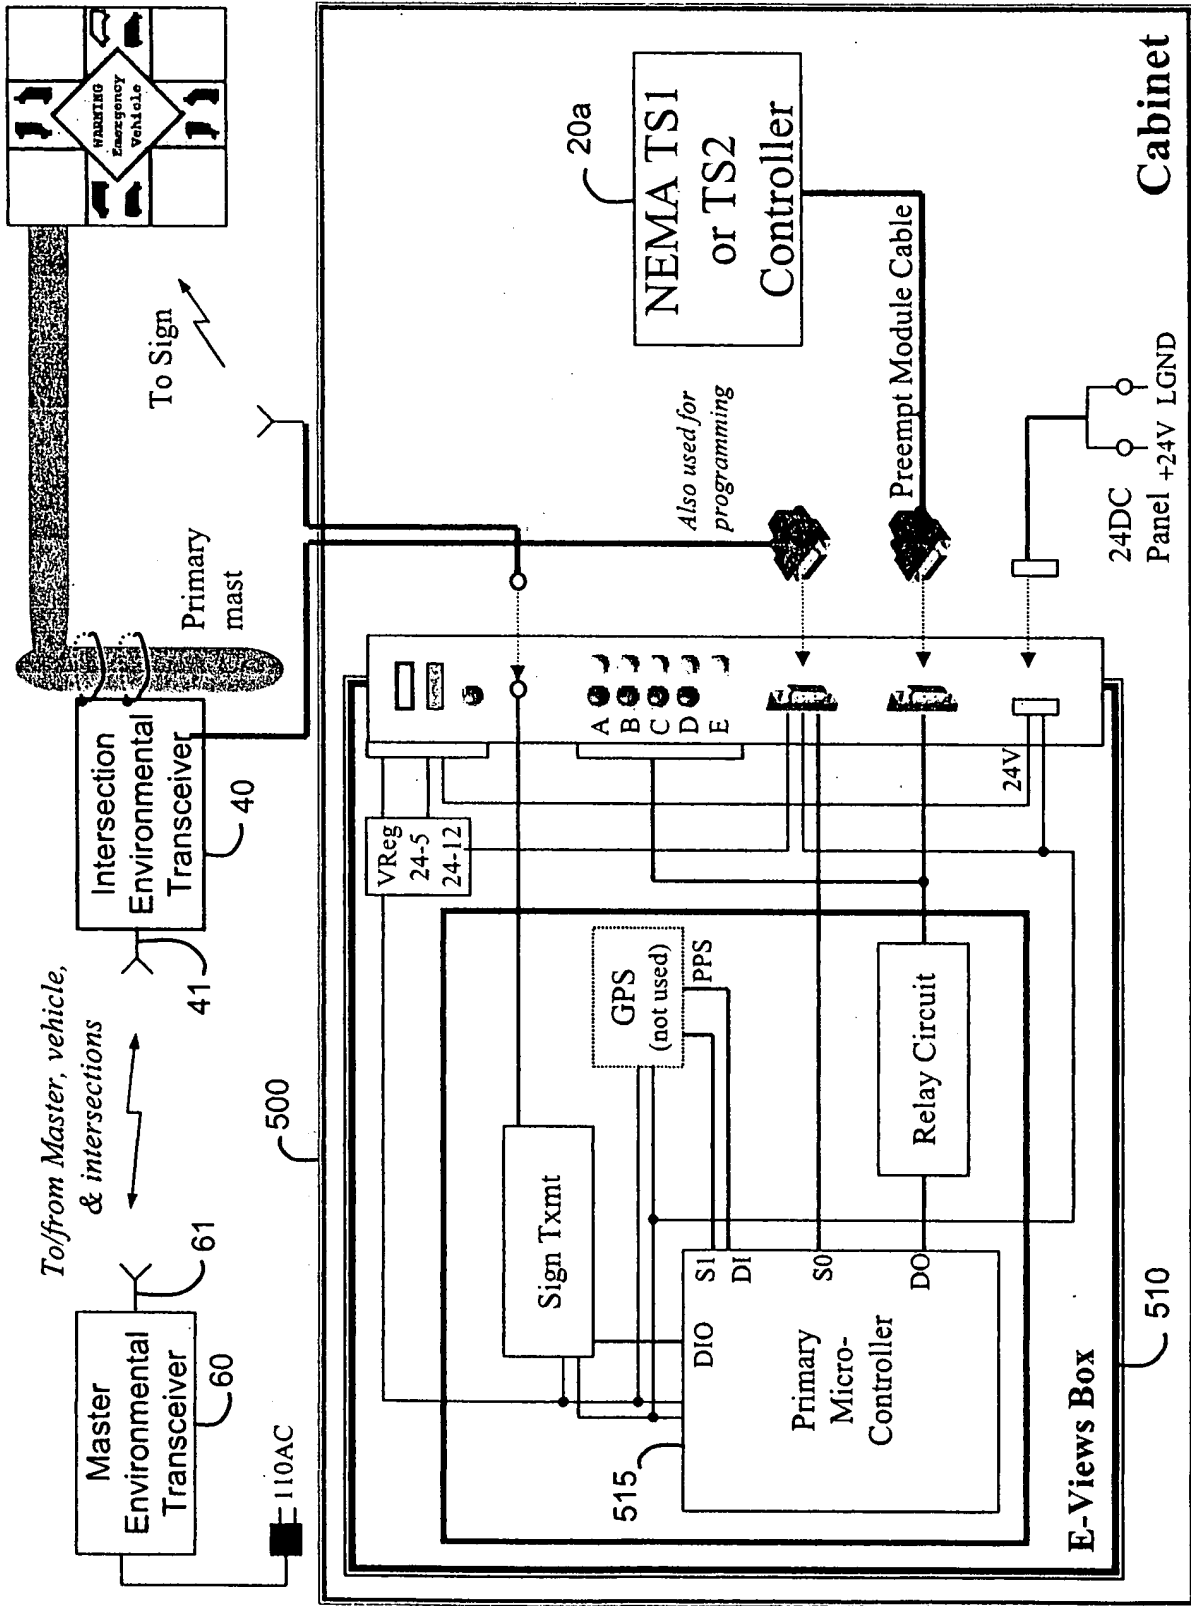 Master
Environmental
Transceiver
60
61
110AC
To/from Master, vehicle,
& intersections
41
Intersection
Environmental
Transceiver
40
Primary
mast
To Sign
WARNING
Emergency
Vehicle
500
Cabinet
E-Views Box
510
515
Primary
Micro-
Controller
DIO
S1
DI
S0
DO
Sign Txmt
GPS
(not used)
PPS
Relay Circuit
VReg
24-5
24-12
A
B
C
D
E
24V
Also used for
programming
Preempt Module Cable
24DC
Panel
+24V LGND
NEMA TS1
or TS2
Controller
20a